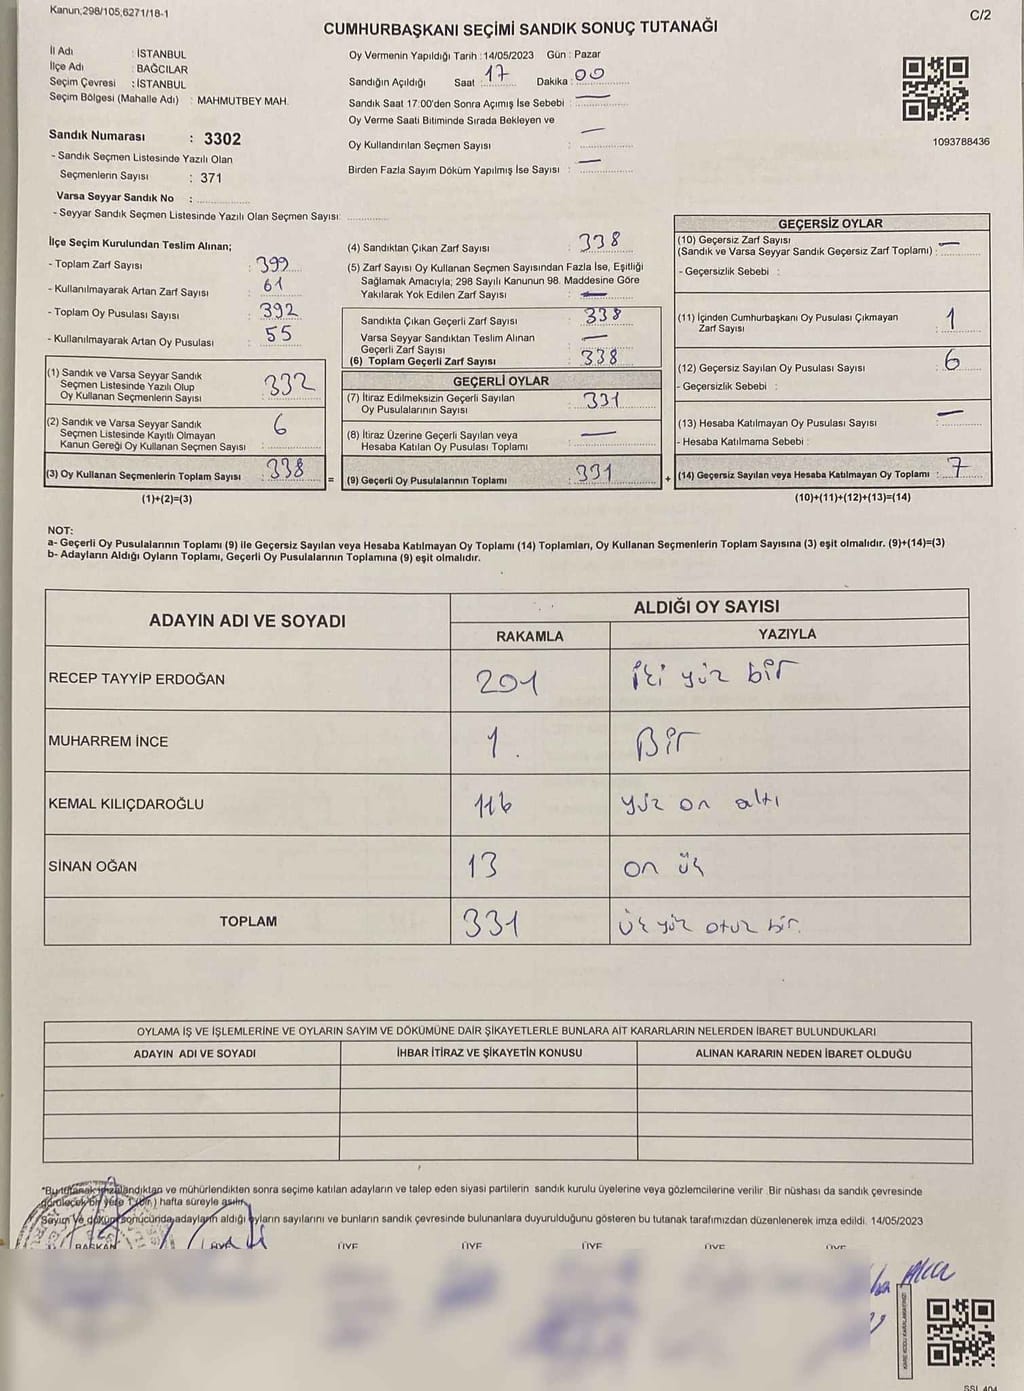 Kanun;298/105,6271/18-1
C/2
CUMHURBAŞKANI SEÇİMİ SANDIK SONUÇ TUTANAĞI
İl Adı : İSTANBUL
İlçe Adı : BAĞCILAR
Seçim Çevresi : İSTANBUL
Seçim Bölgesi (Mahalle Adı) : MAHMUTBEY MAH.
Oy Vermenin Yapıldığı Tarih : 14/05/2023 Gün : Pazar
Sandığın Açıldığı Saat 17 Dakika : 00
Sandık Saat 17:00'den Sonra Açımış İse Sebebi : —
Oy Verme Saati Bitiminde Sırada Bekleyen ve
Oy Kullandırılan Seçmen Sayısı : —
Birden Fazla Sayım Döküm Yapılmış İse Sayısı : —
1093788436
Sandık Numarası : 3302
- Sandık Seçmen Listesinde Yazılı Olan
Seçmenlerin Sayısı : 371
Varsa Seyyar Sandık No :
- Seyyar Sandık Seçmen Listesinde Yazılı Olan Seçmen Sayısı:
İlçe Seçim Kurulundan Teslim Alınan;
- Toplam Zarf Sayısı : 399
- Kullanılmayarak Artan Zarf Sayısı : 61
- Toplam Oy Pusulası Sayısı : 392
- Kullanılmayarak Artan Oy Pusulası : 55
(1) Sandık ve Varsa Seyyar Sandık
Seçmen Listesinde Yazılı Olup
Oy Kullanan Seçmenlerin Sayısı : 332
(2) Sandık ve Varsa Seyyar Sandık
Seçmen Listesinde Kayıtlı Olmayan
Kanun Gereği Oy Kullanan Seçmen Sayısı : 6
(3) Oy Kullanan Seçmenlerin Toplam Sayısı : 338
(1)+(2)=(3)
(4) Sandıktan Çıkan Zarf Sayısı : 338
(5) Zarf Sayısı Oy Kullanan Seçmen Sayısından Fazla İse, Eşitliği
Sağlamak Amacıyla; 298 Sayılı Kanunun 98. Maddesine Göre
Yakılarak Yok Edilen Zarf Sayısı : —
Sandıkta Çıkan Geçerli Zarf Sayısı : 338
Varsa Seyyar Sandıktan Teslim Alınan
Geçerli Zarf Sayısı : —
(6) Toplam Geçerli Zarf Sayısı : 338
GEÇERLİ OYLAR
(7) İtiraz Edilmeksizin Geçerli Sayılan
Oy Pusulalarının Sayısı : 331
(8) İtiraz Üzerine Geçerli Sayılan veya
Hesaba Katılan Oy Pusulası Toplamı : —
= (9) Geçerli Oy Pusulalarının Toplamı : 331
GEÇERSİZ OYLAR
(10) Geçersiz Zarf Sayısı
(Sandık ve Varsa Seyyar Sandık Geçersiz Zarf Toplamı) : —
- Geçersizlik Sebebi :
(11) İçinden Cumhurbaşkanı Oy Pusulası Çıkmayan
Zarf Sayısı : 1
(12) Geçersiz Sayılan Oy Pusulası Sayısı : 6
- Geçersizlik Sebebi :
(13) Hesaba Katılmayan Oy Pusulası Sayısı : —
- Hesaba Katılmama Sebebi :
+ (14) Geçersiz Sayılan veya Hesaba Katılmayan Oy Toplamı : 7
(10)+(11)+(12)+(13)=(14)
NOT:
a- Geçerli Oy Pusulalarının Toplamı (9) ile Geçersiz Sayılan veya Hesaba Katılmayan Oy Toplamı (14) Toplamları, Oy Kullanan Seçmenlerin Toplam Sayısına (3) eşit olmalıdır. (9)+(14)=(3)
b- Adayların Aldığı Oyların Toplamı, Geçerli Oy Pusulalarının Toplamına (9) eşit olmalıdır.
ADAYIN ADI VE SOYADI ALDIĞI OY SAYISI
RAKAMLA YAZIYLA
RECEP TAYYİP ERDOĞAN 201 iki yüz bir
MUHARREM İNCE 1. Bir
KEMAL KILIÇDAROĞLU 116 yüz on altı
SİNAN OĞAN 13 on üç
TOPLAM 331 üç yüz otuz bir.
OYLAMA İŞ VE İŞLEMLERİNE VE OYLARIN SAYIM VE DÖKÜMÜNE DAİR ŞİKAYETLERLE BUNLARA AİT KARARLARIN NELERDEN İBARET BULUNDUKLARI
ADAYIN ADI VE SOYADI İHBAR İTİRAZ VE ŞİKAYETİN KONUSU ALINAN KARARIN NEDEN İBARET OLDUĞU
*Bu tutanak imzalandıktan ve mühürlendikten sonra seçime katılan adayların ve talep eden siyasi partilerin sandık kurulu üyelerine veya gözlemcilerine verilir. Bir nüshası da sandık çevresinde
görülecek bir yere 1 (bir) hafta süreyle asılır.
Sayım ve döküm sonucunda adayların aldığı oyların sayılarını ve bunların sandık çevresinde bulunanlara duyurulduğunu gösteren bu tutanak tarafımızdan düzenlenerek imza edildi. 14/05/2023
BAŞKAN ÜYE ÜYE ÜYE ÜYE ÜYE